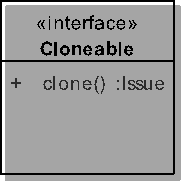 «interface»
Cloneable
+ clone() :Issue